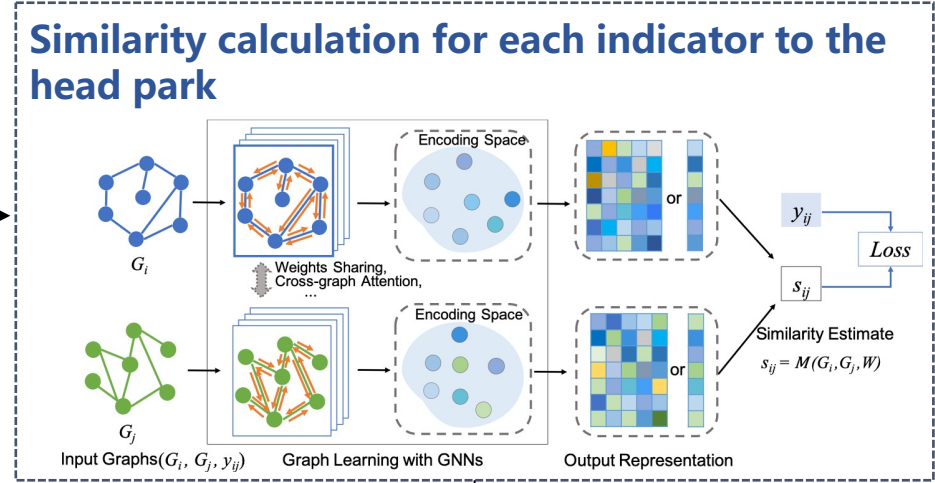 Similarity calculation for each indicator to the
head park
Encoding Space
G_i
Weights Sharing,
Cross-graph Attention,
...
or
y_ij
Loss
s_ij
Similarity Estimate
s_ij = M(G_i,G_j,W)
Encoding Space
or
G_j
Input Graphs(G_i, G_j, y_ij)
Graph Learning with GNNs
Output Representation